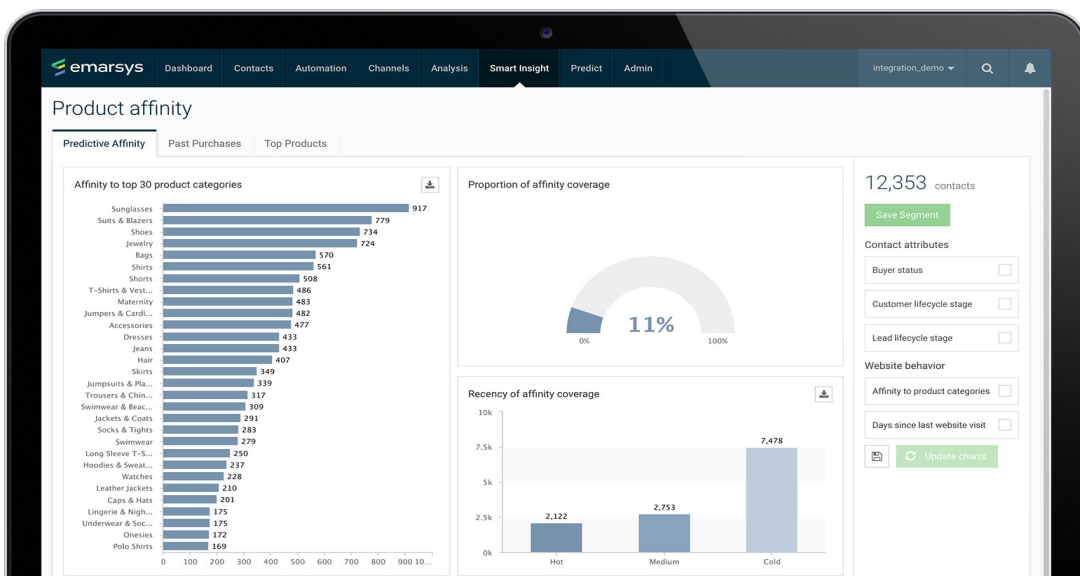 emarsys Dashboard Contacts Automation Channels Analysis Smart Insight Predict Admin integration_demo
Product affinity
Predictive Affinity Past Purchases Top Products
Affinity to top 30 product categories
Sunglasses 917
Suits & Blazers 779
Shoes 734
Jewelry 724
Bags 570
Shirts 561
Shorts 508
T-Shirts & Vest... 486
Maternity 483
Jumpers & Cardi... 482
Accessories 477
Dresses 433
Jeans 433
Hair 407
Skirts 349
Jumpsuits & Pla... 339
Trousers & Chin... 317
Swimwear & Beac... 309
Jackets & Coats 291
Socks & Tights 283
Swimwear 279
Long Sleeve T-S... 250
Hoodies & Sweat... 237
Watches 228
Leather Jackets 210
Caps & Hats 201
Lingerie & Nigh... 175
Underwear & Soc... 175
Onesies 172
Polo Shirts 169
0 100 200 300 400 500 600 700 800 900 10...
Proportion of affinity coverage
11%
0% 100%
Recency of affinity coverage
10k
7.5k
5k
2.5k
0k
2,122 2,753 7,478
Hot Medium Cold
12,353 contacts
Save Segment
Contact attributes
Buyer status
Customer lifecycle stage
Lead lifecycle stage
Website behavior
Affinity to product categories
Days since last website visit
Update charts